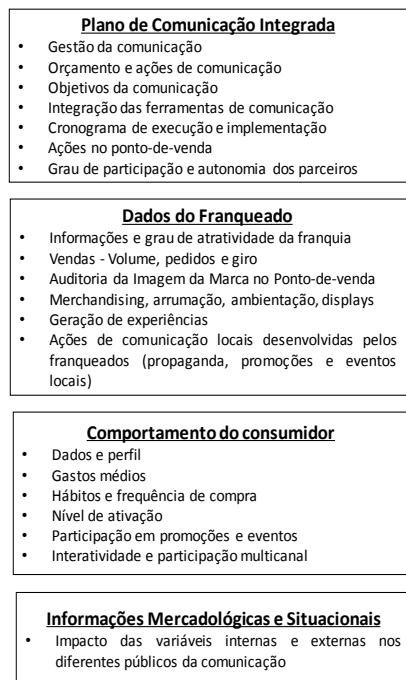 Plano de Comunicação Integrada
• Gestão da comunicação
• Orçamento e ações de comunicação
• Objetivos da comunicação
• Integração das ferramentas de comunicação
• Cronograma de execução e implementação
• Ações no ponto-de-venda
• Grau de participação e autonomia dos parceiros
Dados do Franqueado
• Informações e grau de atratividade da franquia
• Vendas - Volume, pedidos e giro
• Auditoria da Imagem da Marca no Ponto-de-venda
• Merchandising, arrumação, ambientação, displays
• Geração de experiências
• Ações de comunicação locais desenvolvidas pelos
franqueados (propaganda, promoções e eventos
locais)
Comportamento do consumidor
• Dados e perfil
• Gastos médios
• Hábitos e frequência de compra
• Nível de ativação
• Participação em promoções e eventos
• Interatividade e participação multicanal
Informações Mercadológicas e Situacionais
• Impacto das variáveis internas e externas nos
diferentes públicos da comunicação